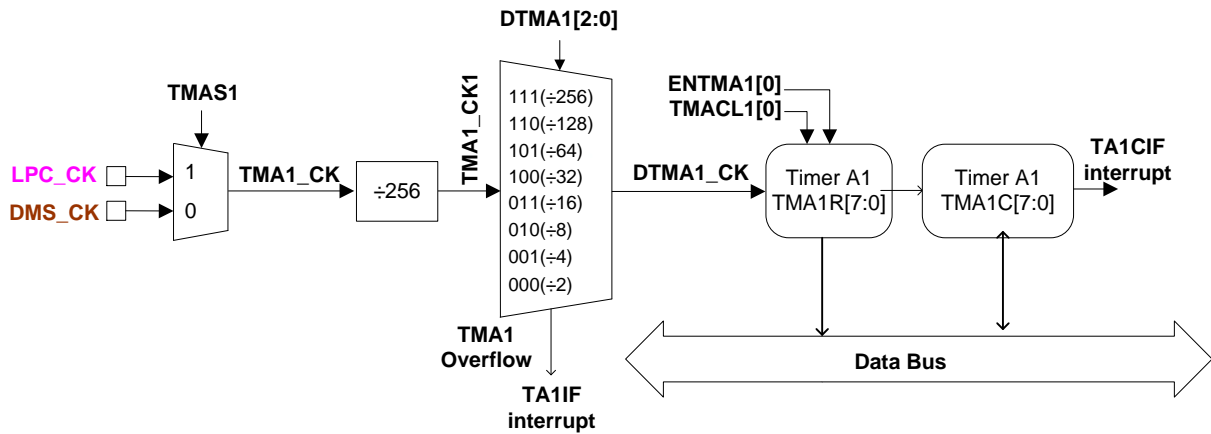 DTMA1[2:0]
TMAS1
LPC_CK
DMS_CK
1
0
TMA1_CK
÷256
TMA1_CK1
111(÷256)
110(÷128)
101(÷64)
100(÷32)
011(÷16)
010(÷8)
001(÷4)
000(÷2)
TMA1
Overflow
TA1IF
interrupt
DTMA1_CK
ENTMA1[0]
TMACL1[0]
Timer A1
TMA1R[7:0]
Timer A1
TMA1C[7:0]
TA1CIF
interrupt
Data Bus